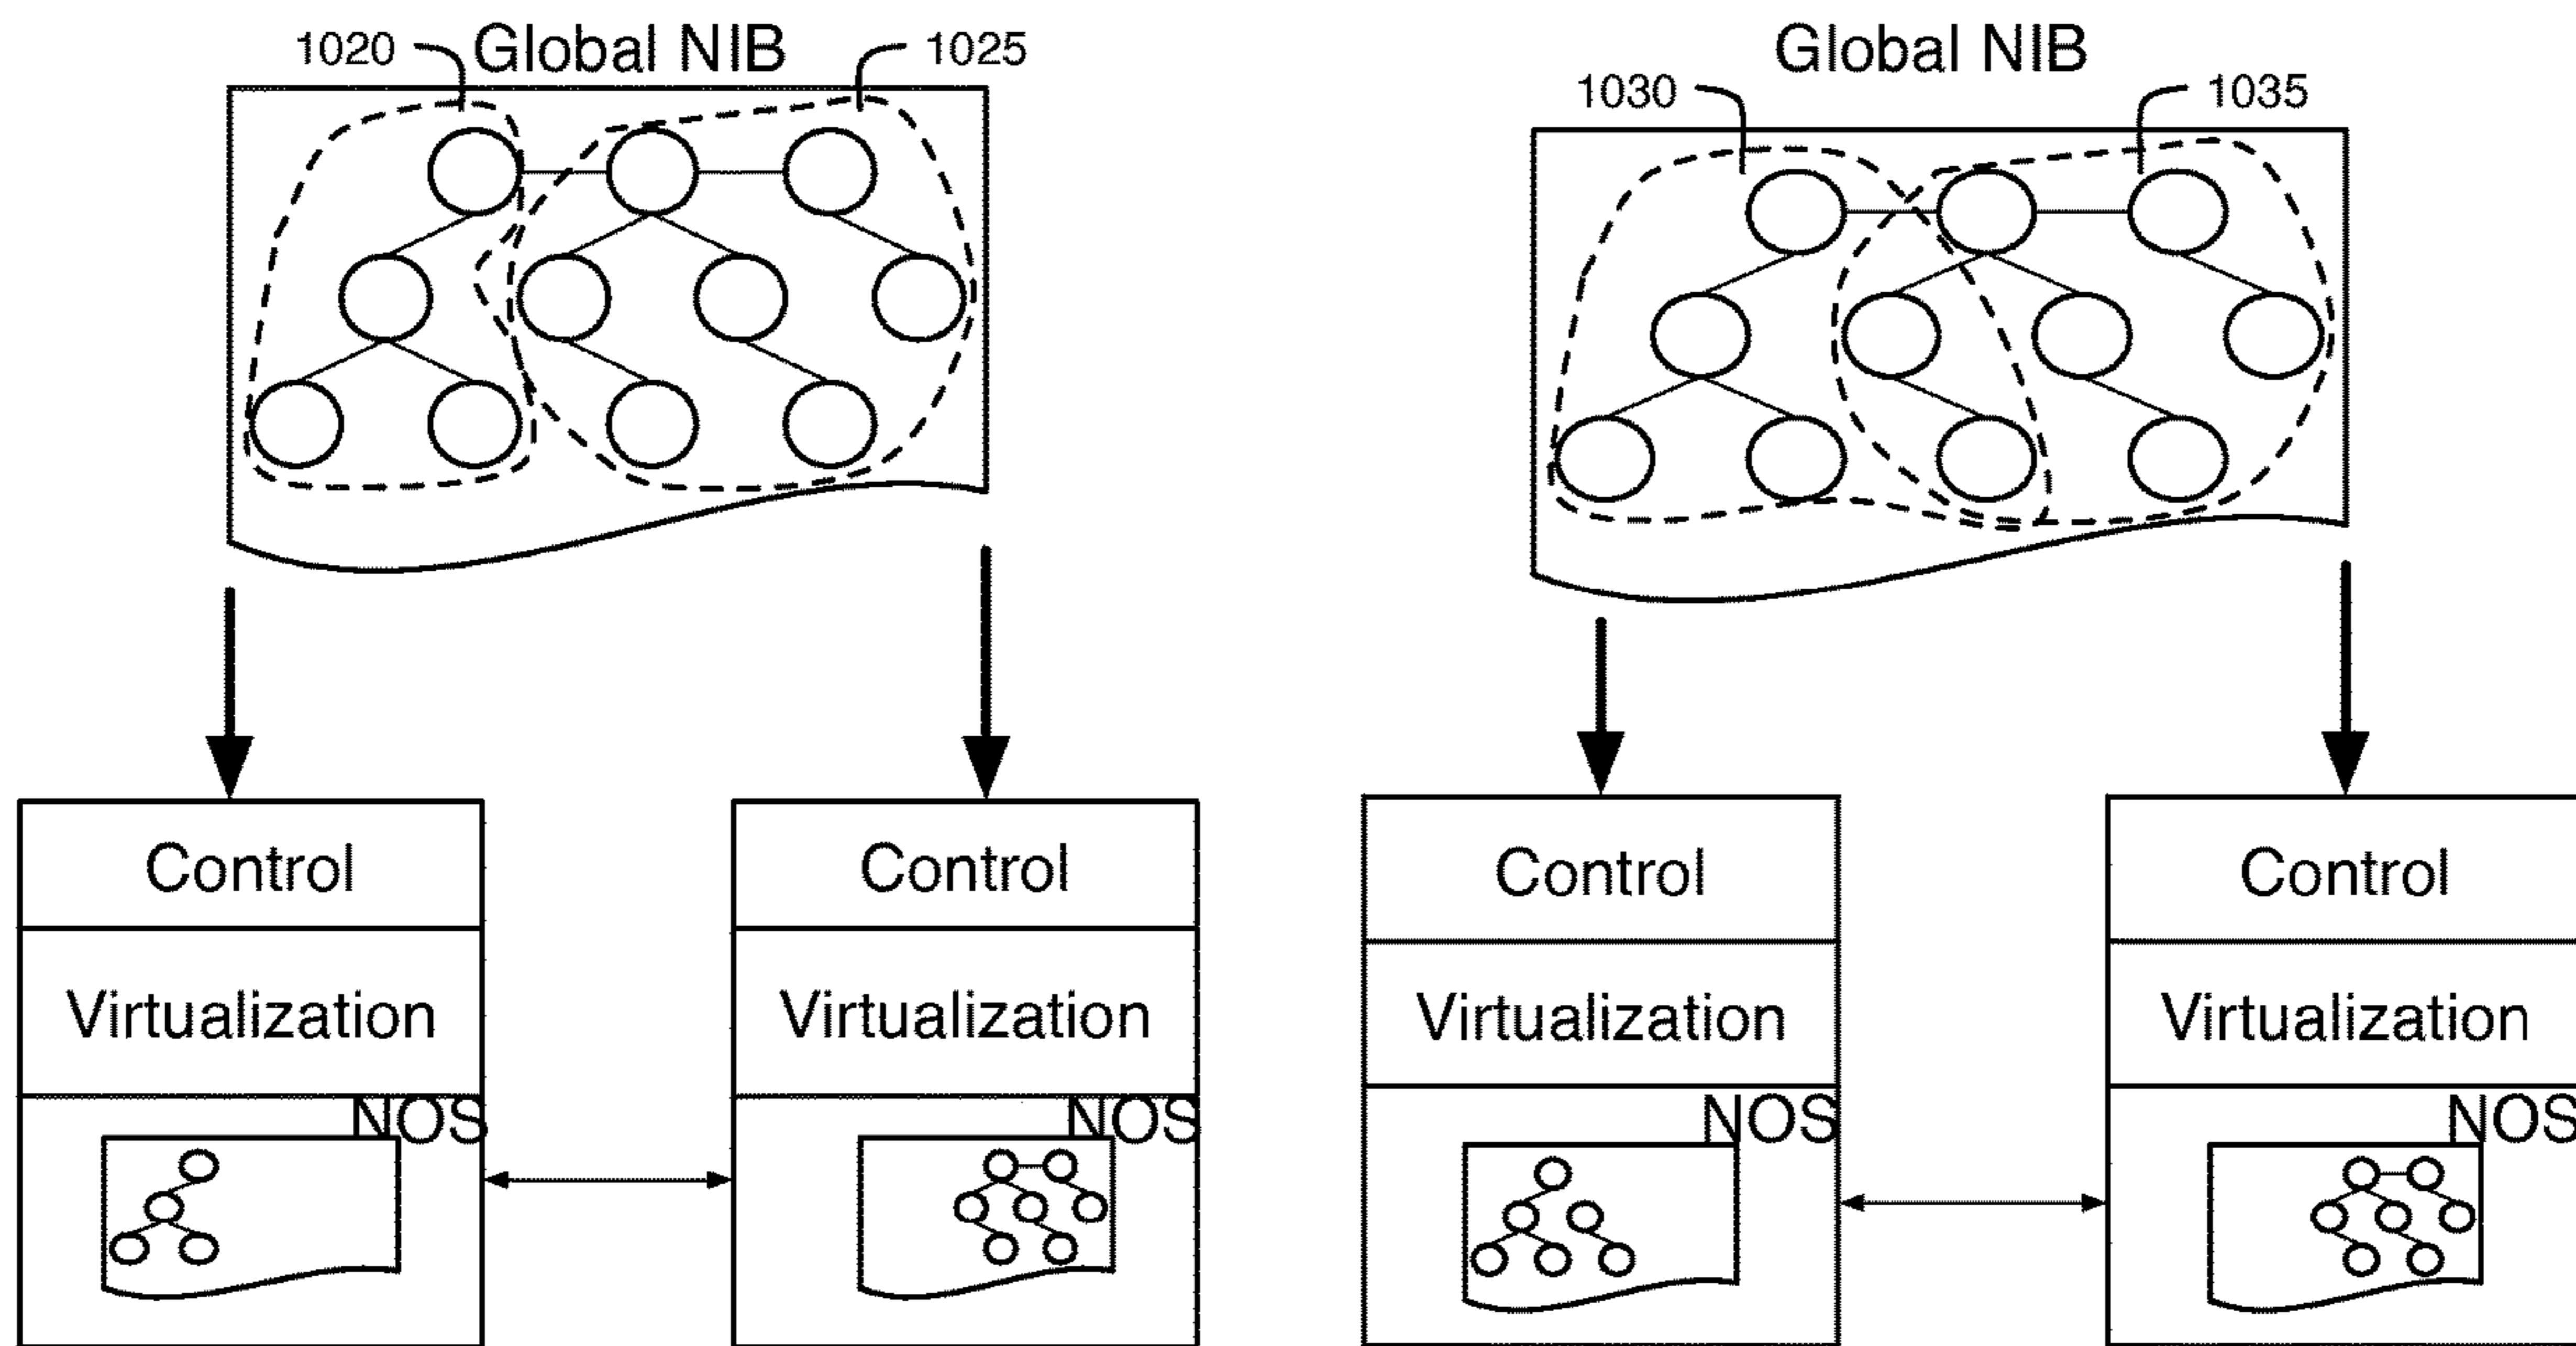 1020 Global NIB 1025
Control
Virtualization
NOS
Control
Virtualization
NOS
Global NIB
1030
1035
Control
Virtualization
NOS
Control
Virtualization
NOS